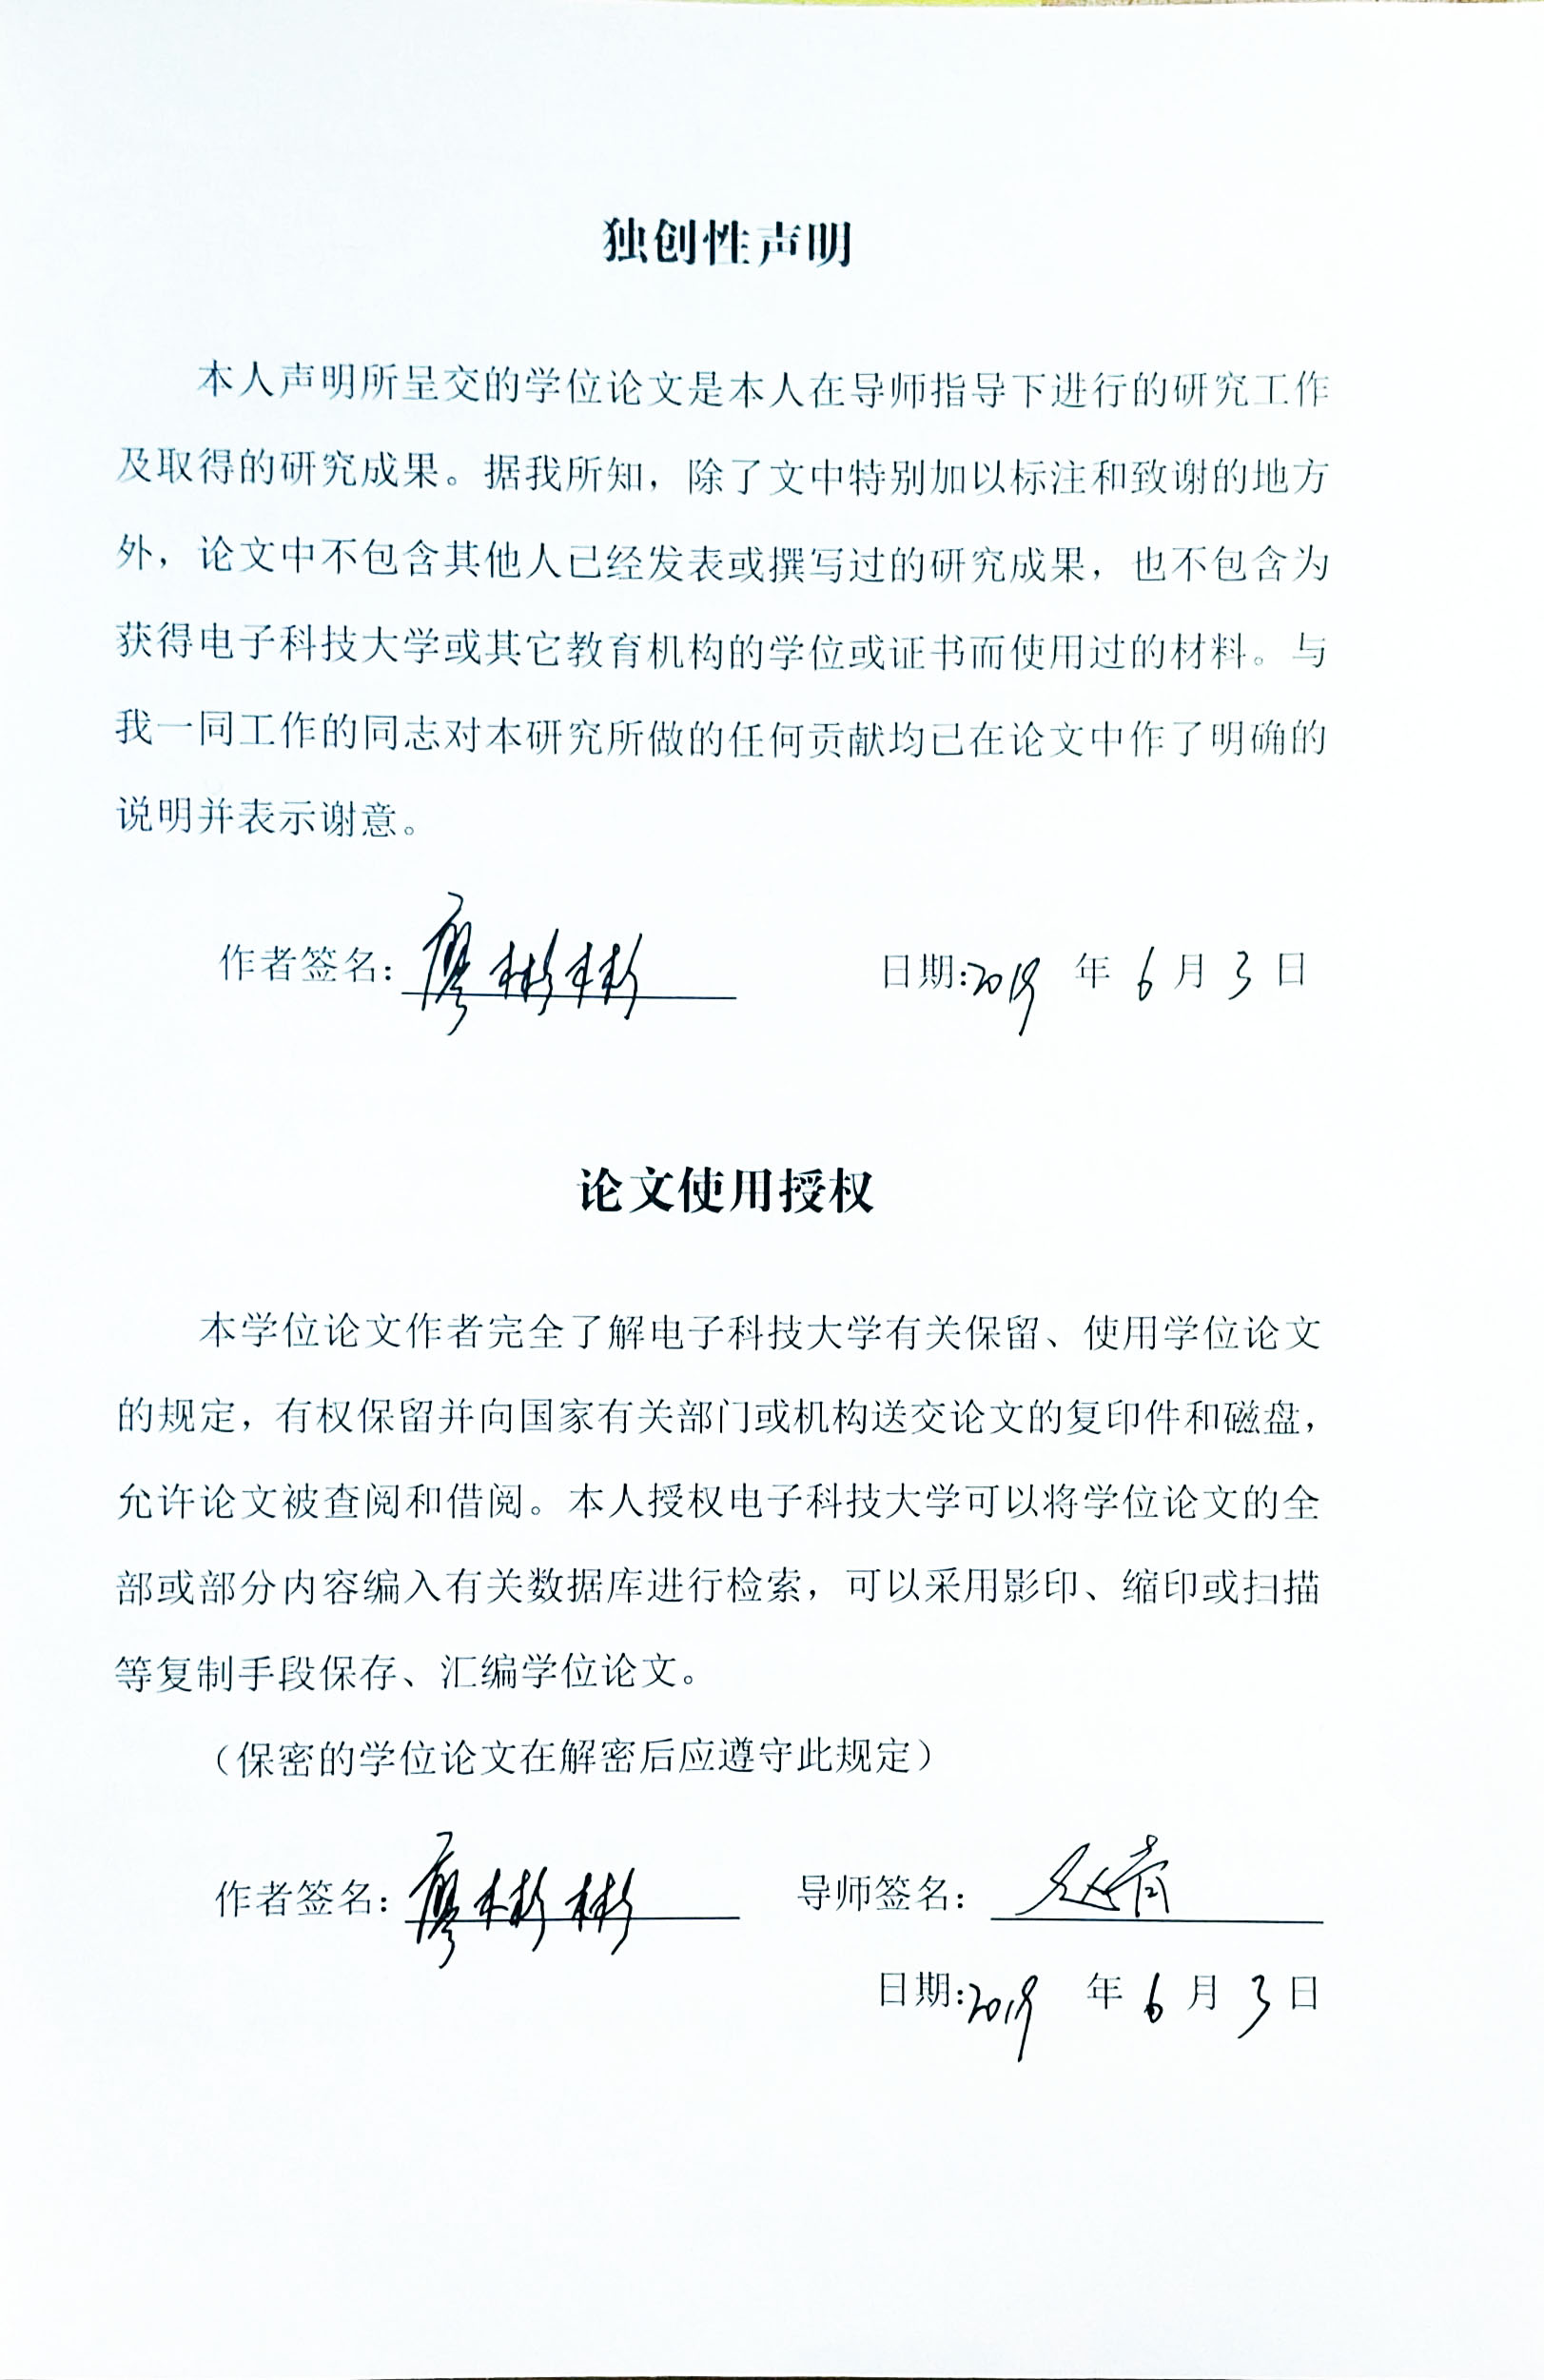 独创性声明
本人声明所呈交的学位论文是本人在导师指导下进行的研究工作
及取得的研究成果。据我所知，除了文中特别加以标注和致谢的地方
外，论文中不包含其他人已经发表或撰写过的研究成果，也不包含为
获得电子科技大学或其它教育机构的学位或证书而使用过的材料。与
我一同工作的同志对本研究所做的任何贡献均已在论文中作了明确的
说明并表示谢意。
作者签名：廖彬彬 日期：2019 年 6 月 3 日
论文使用授权
本学位论文作者完全了解电子科技大学有关保留、使用学位论文
的规定，有权保留并向国家有关部门或机构送交论文的复印件和磁盘，
允许论文被查阅和借阅。本人授权电子科技大学可以将学位论文的全
部或部分内容编入有关数据库进行检索，可以采用影印、缩印或扫描
等复制手段保存、汇编学位论文。
（保密的学位论文在解密后应遵守此规定）
作者签名：廖彬彬 导师签名：
日期：2019 年 6 月 3 日